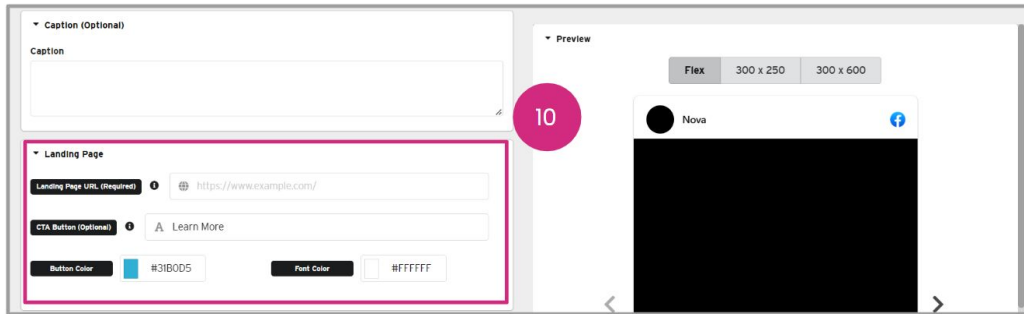 Caption (Optional)
Caption
10
Landing Page
Landing Page URL (Required)
https://www.example.com/
CTA Button (Optional)
A Learn More
Button Color
#31B0D5
Font Color
#FFFFFF
Preview
Flex
300 x 250
300 x 600
Nova